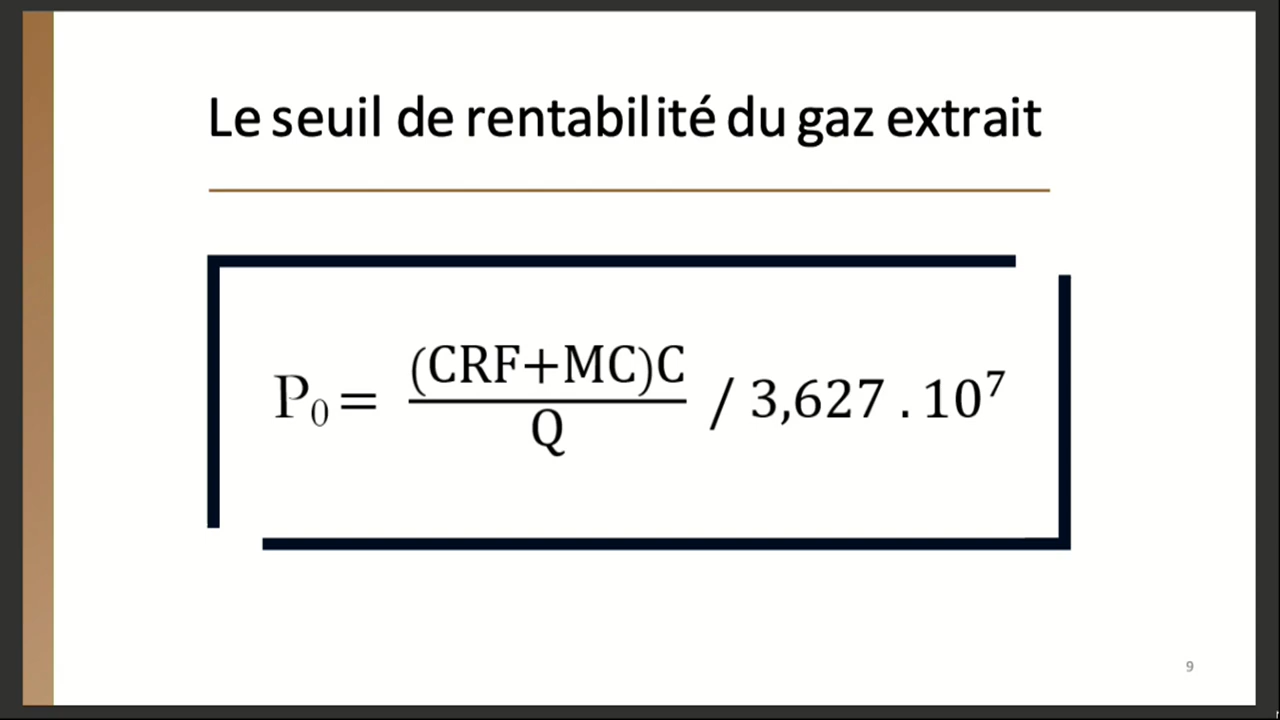 Le seuil de rentabilité du gaz extrait
P₀ = (CRF+MC)C / Q / 3,627 . 10⁷
9